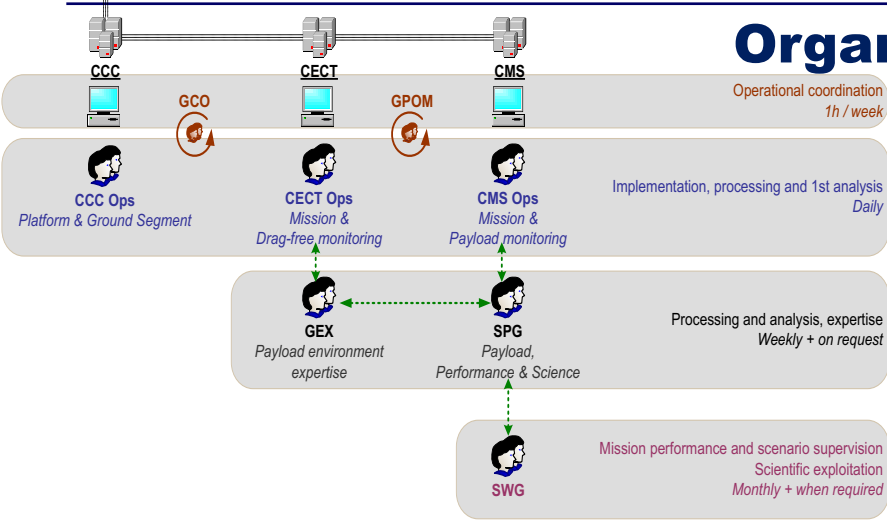 Organ
CCC
CECT
CMS
GCO
GPOM
Operational coordination
1h / week
CCC Ops
Platform & Ground Segment
CECT Ops
Mission &
Drag-free monitoring
CMS Ops
Mission &
Payload monitoring
Implementation, processing and 1st analysis
Daily
GEX
Payload environment
expertise
SPG
Payload,
Performance & Science
Processing and analysis, expertise
Weekly + on request
SWG
Mission performance and scenario supervision
Scientific exploitation
Monthly + when required